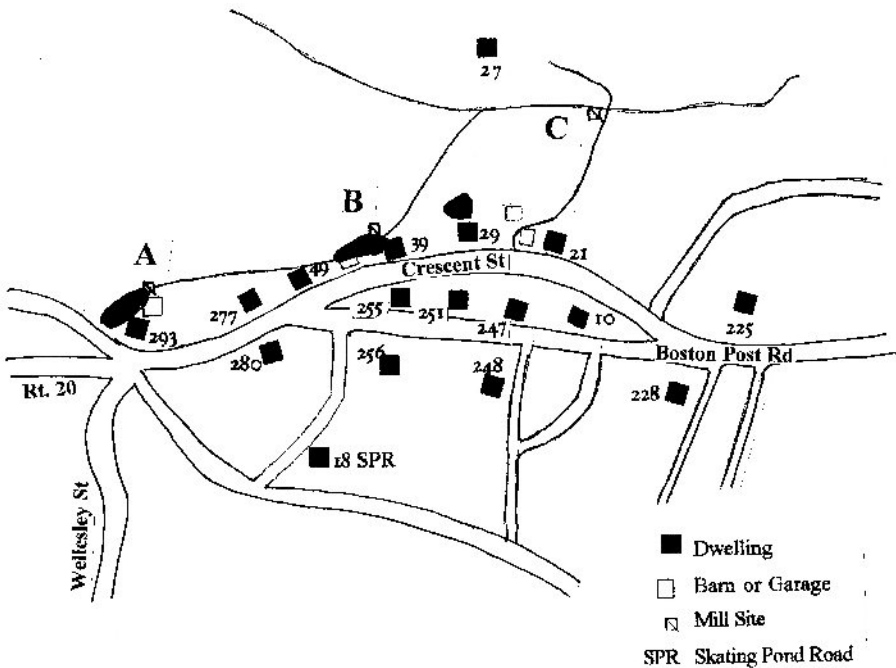 27
C
B
29
21
39
A
49
Crescent St
277
255
251
247
10
225
293
280
256
248
Boston Post Rd
Rt. 20
228
18 SPR
Wellesley St
Dwelling
Barn or Garage
Mill Site
SPR Skating Pond Road